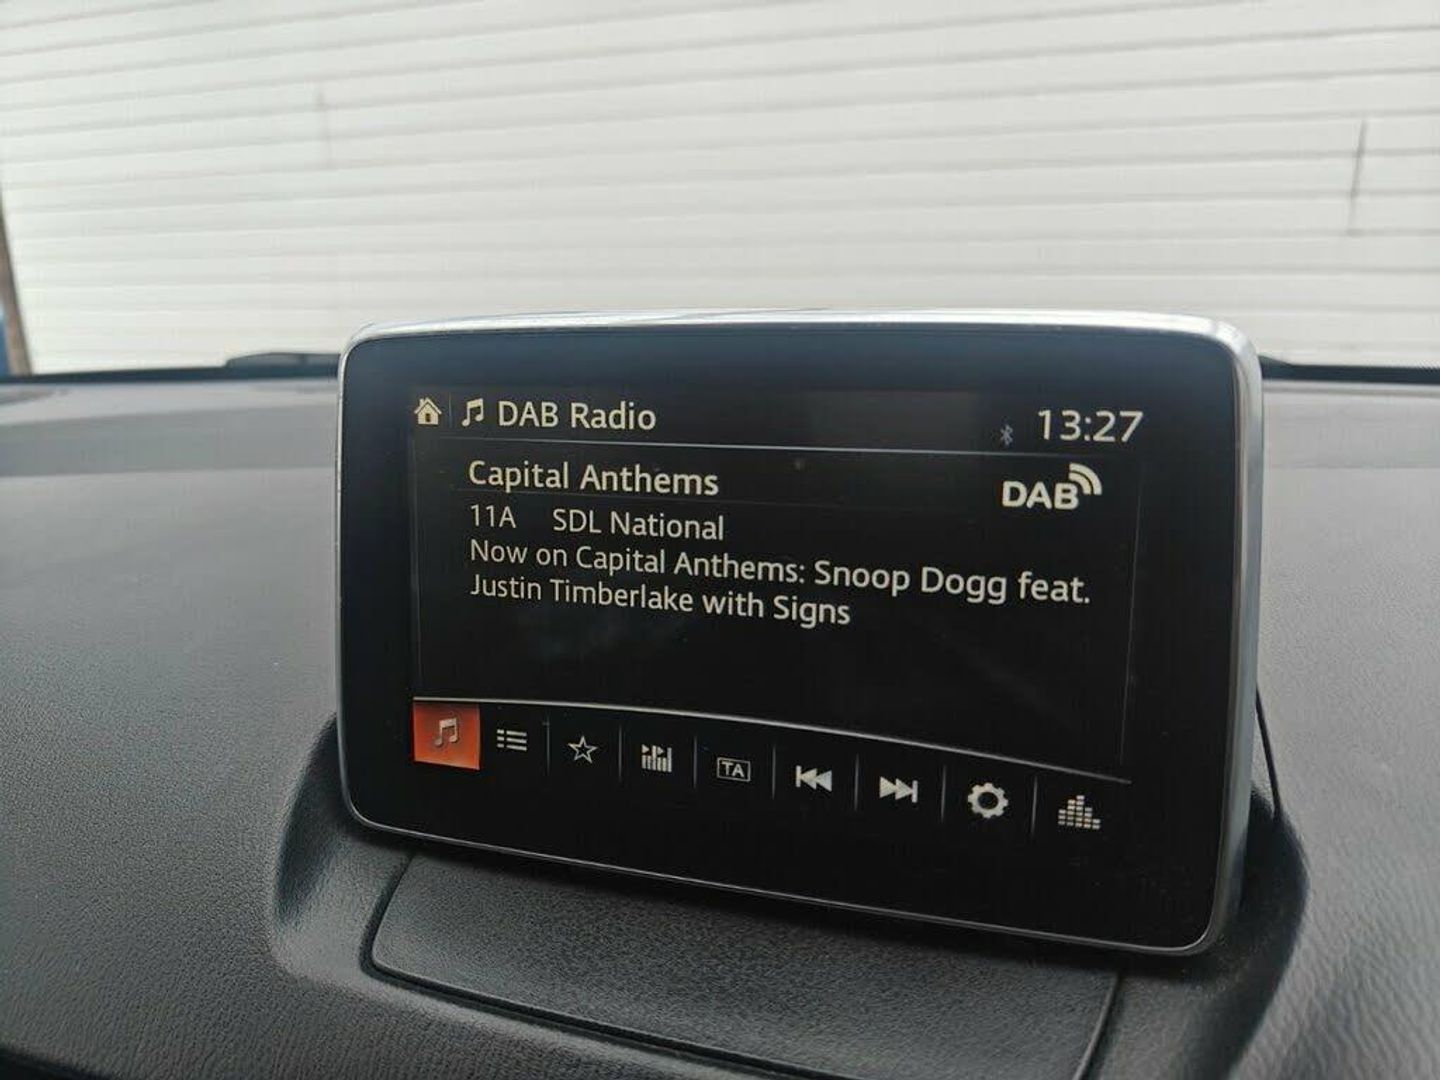 DAB Radio
13:27
Capital Anthems
DAB
11A SDL National
Now on Capital Anthems: Snoop Dogg feat.
Justin Timberlake with Signs
TA